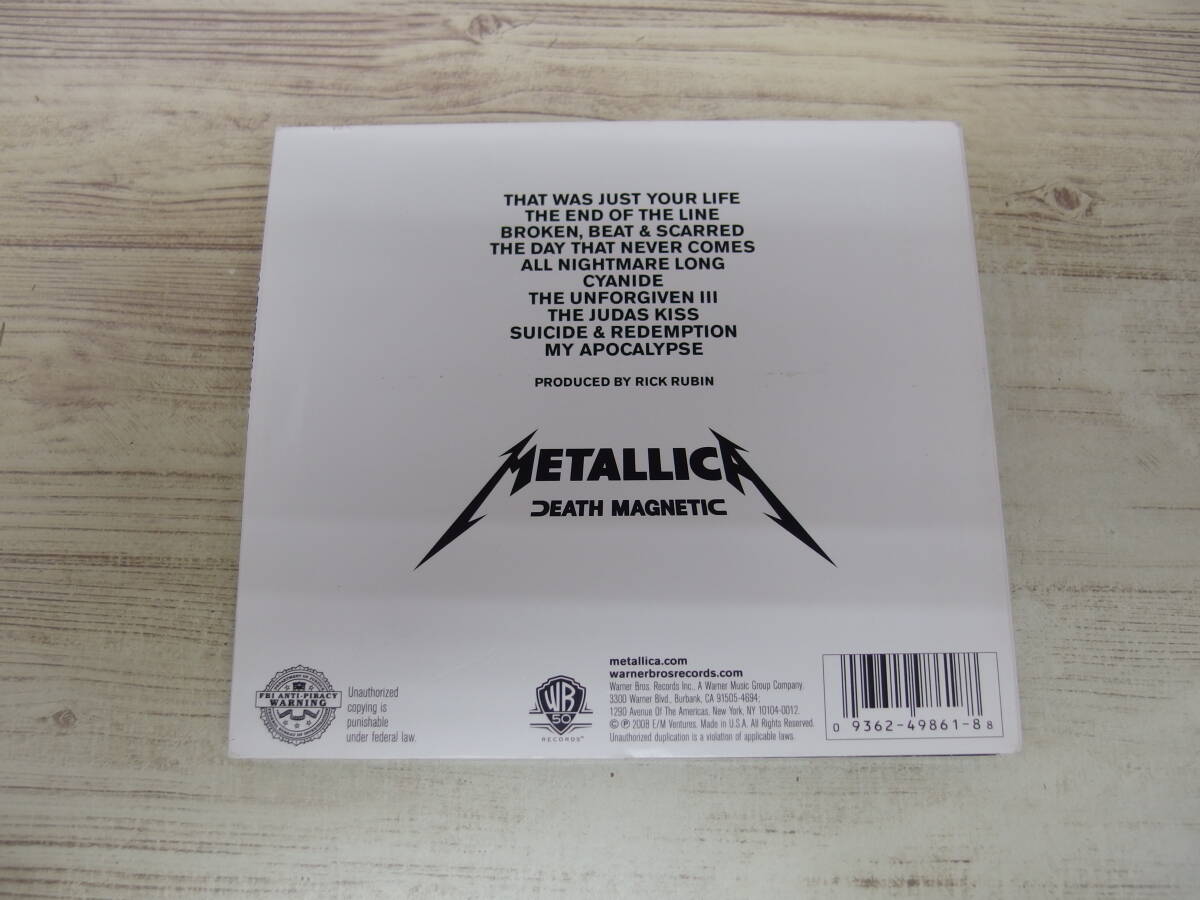 THAT WAS JUST YOUR LIFE
THE END OF THE LINE
BROKEN, BEAT & SCARRED
THE DAY THAT NEVER COMES
ALL NIGHTMARE LONG
CYANIDE
THE UNFORGIVEN III
THE JUDAS KISS
SUICIDE & REDEMPTION
MY APOCALYPSE
PRODUCED BY RICK RUBIN
METALLICA
DEATH MAGNETIC
FBI ANTI-PIRACY
WARNING
Unauthorized
copying is
punishable
under federal law.
WB
50
RECORDS
metallica.com
warnerbrosrecords.com
Warner Bros. Records Inc., A Warner Music Group Company.
3300 Warner Blvd., Burbank, CA 91505-4694,
1290 Avenue Of The Americas, New York, NY 10104-0012.
© ℗ 2008 E/M Ventures. Made in U.S.A. All Rights Reserved.
Unauthorized duplication is a violation of applicable laws.
0 9362-49861-8 8